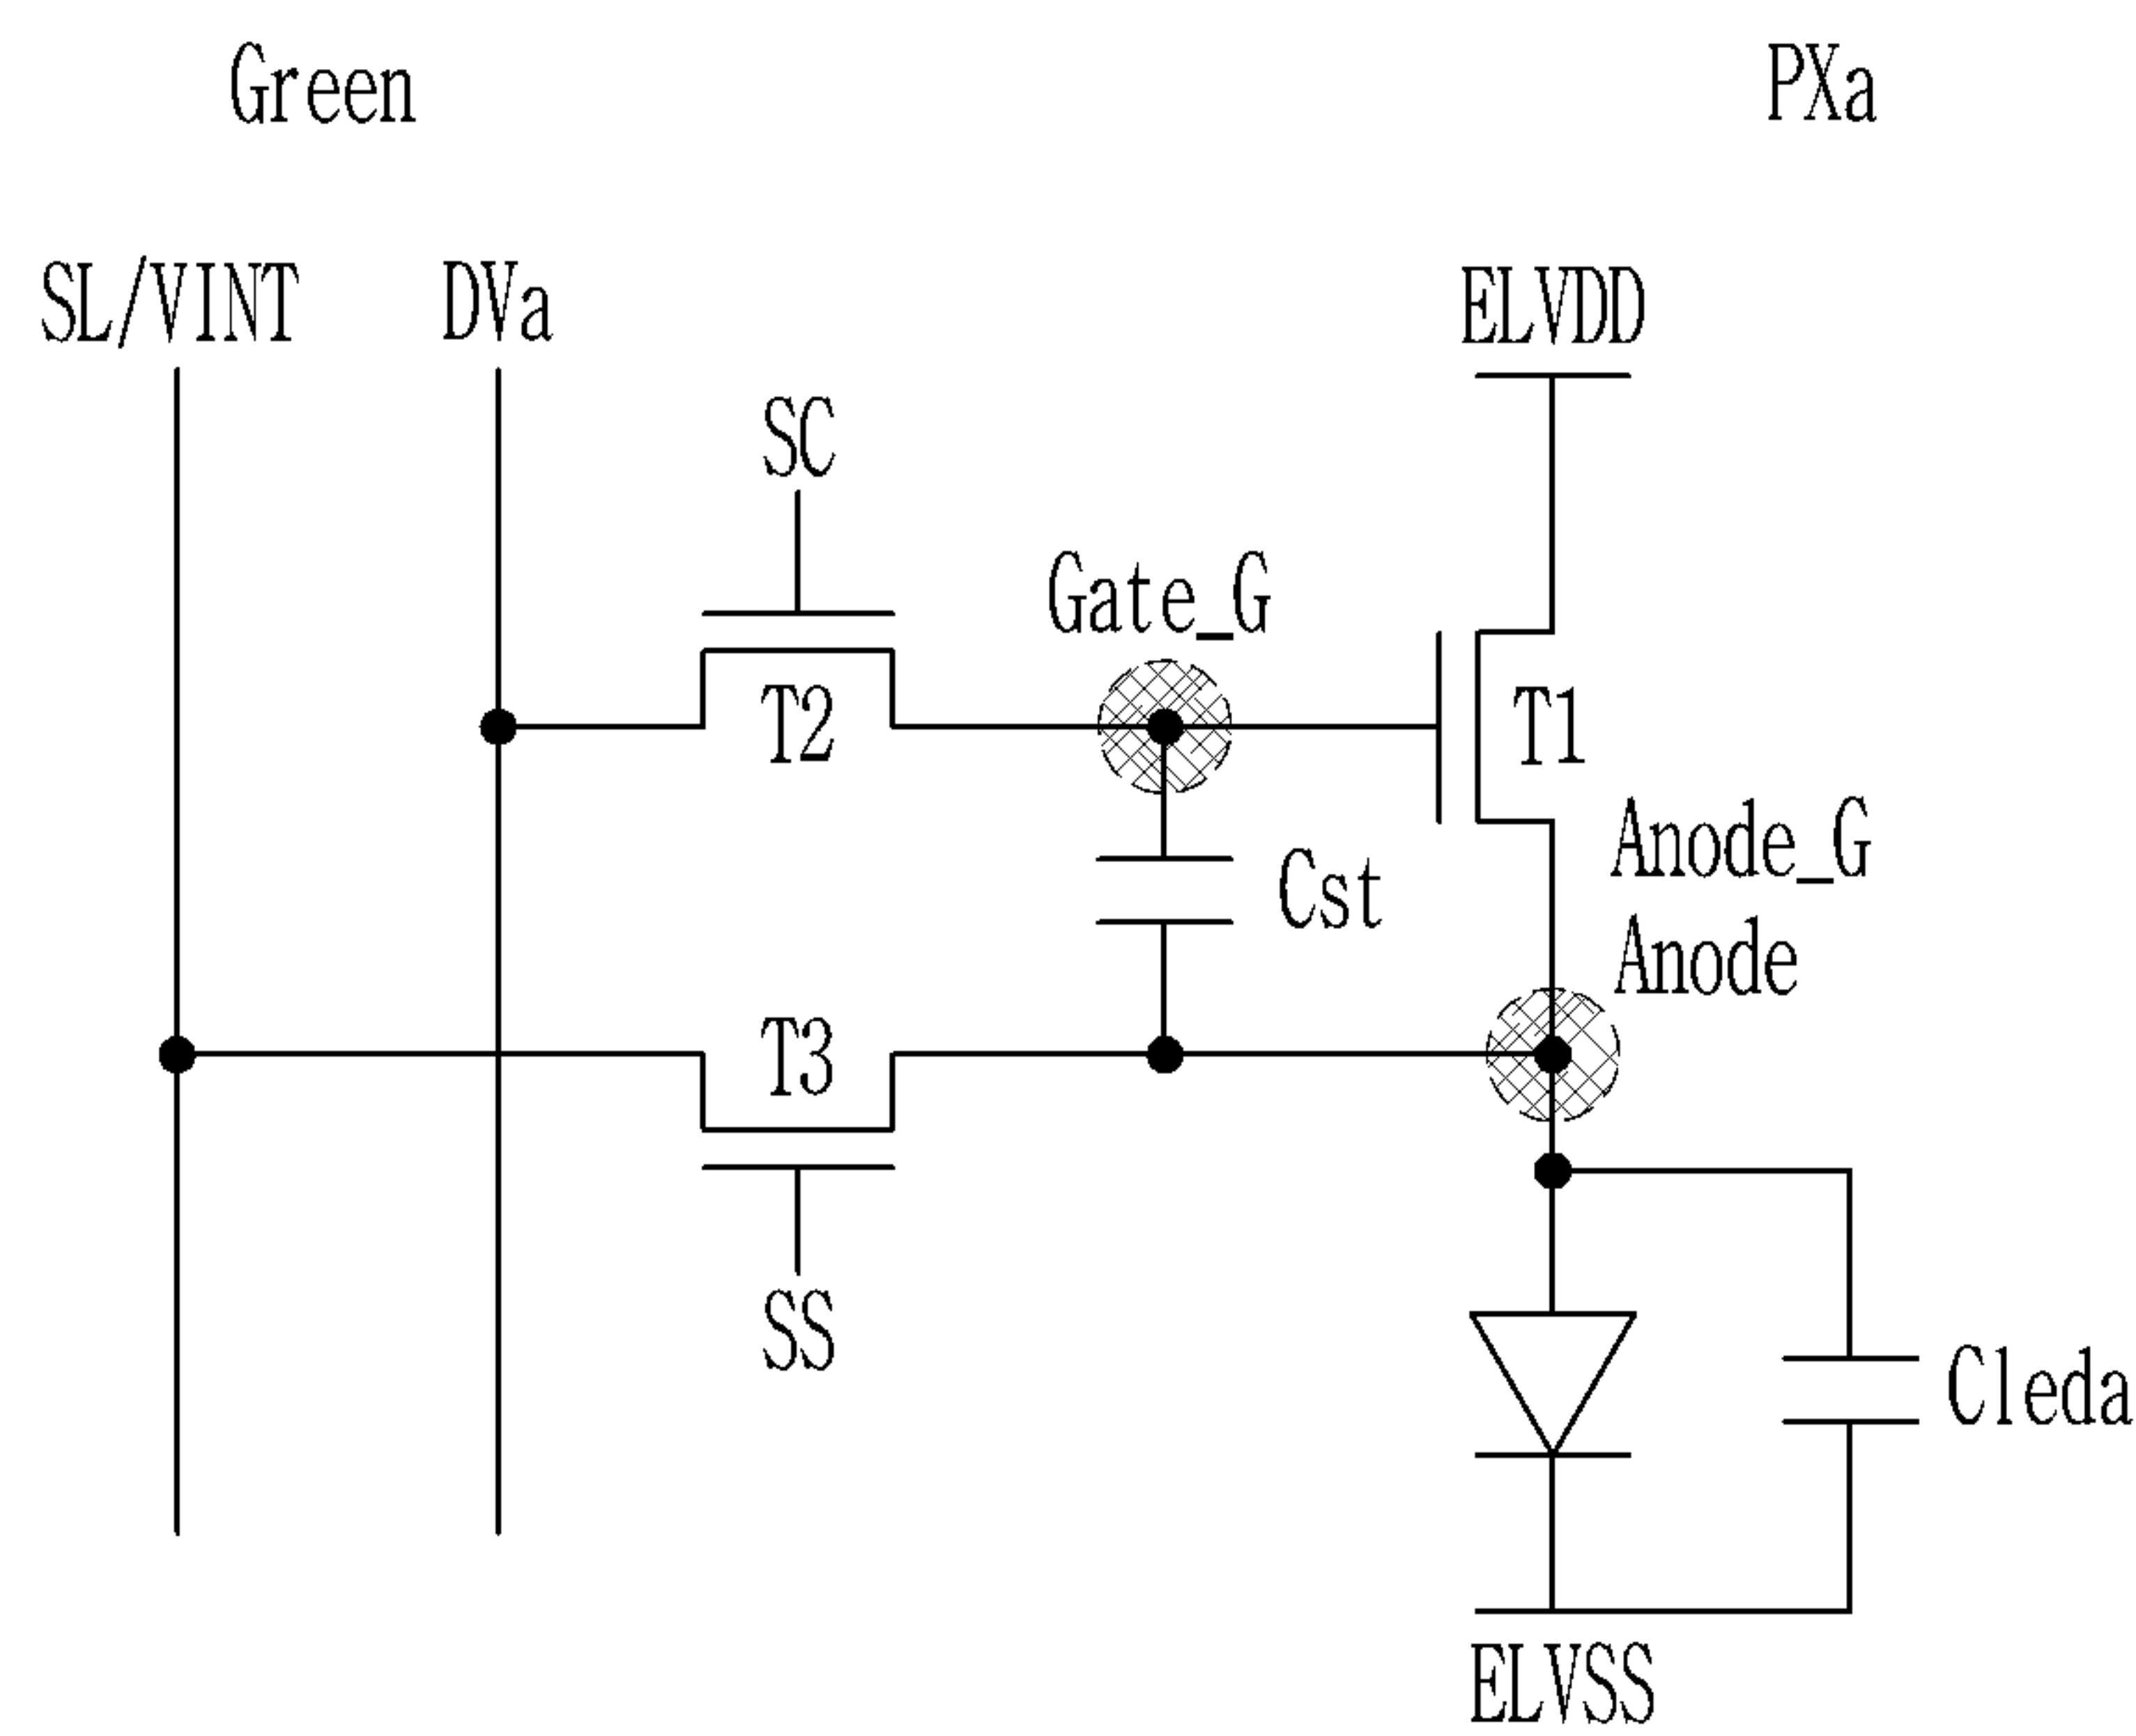 Green
PXa
SL/VINT
DVa
ELVDD
SC
Gate_G
T2
T1
Anode_G
Anode
Cst
T3
SS
Cleda
ELVSS